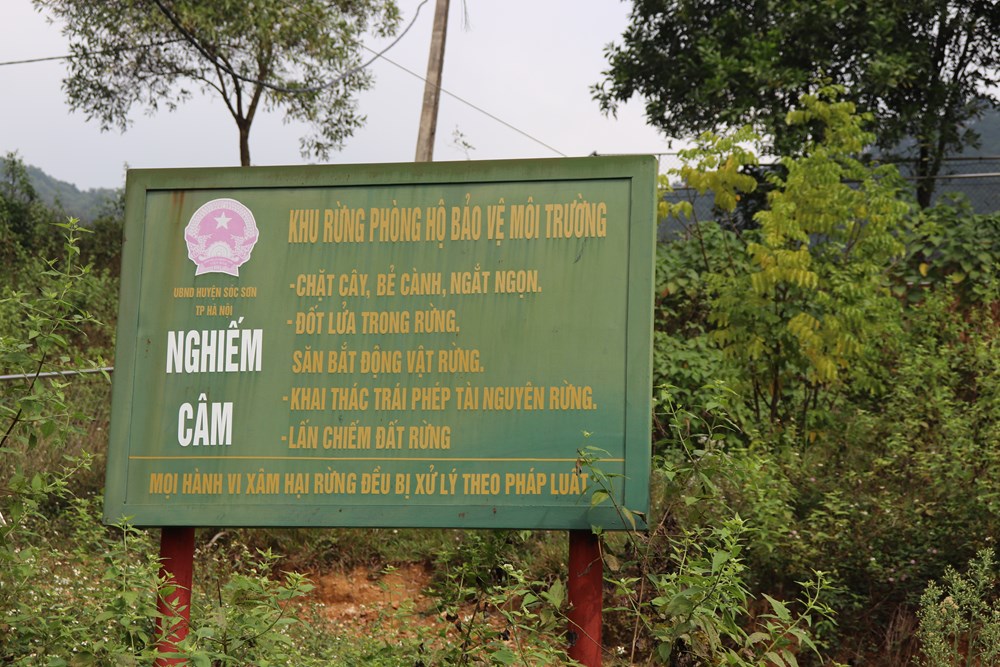 KHU RỪNG PHÒNG HỘ BẢO VỆ MÔI TRƯỜNG
UBND HUYỆN SÓC SƠN
TP HÀ NỘI
NGHIẾM
CÂM
-CHẶT CÂY, BẺ CÀNH, NGẮT NGỌN.
-ĐỐT LỬA TRONG RỪNG.
SĂN BẮT ĐỘNG VẬT RỪNG.
-KHAI THÁC TRÁI PHÉP TÀI NGUYÊN RỪNG.
-LẤN CHIẾM ĐẤT RỪNG
MỌI HÀNH VI XÂM HẠI RỪNG ĐỀU BỊ XỬ LÝ THEO PHÁP LUẬT